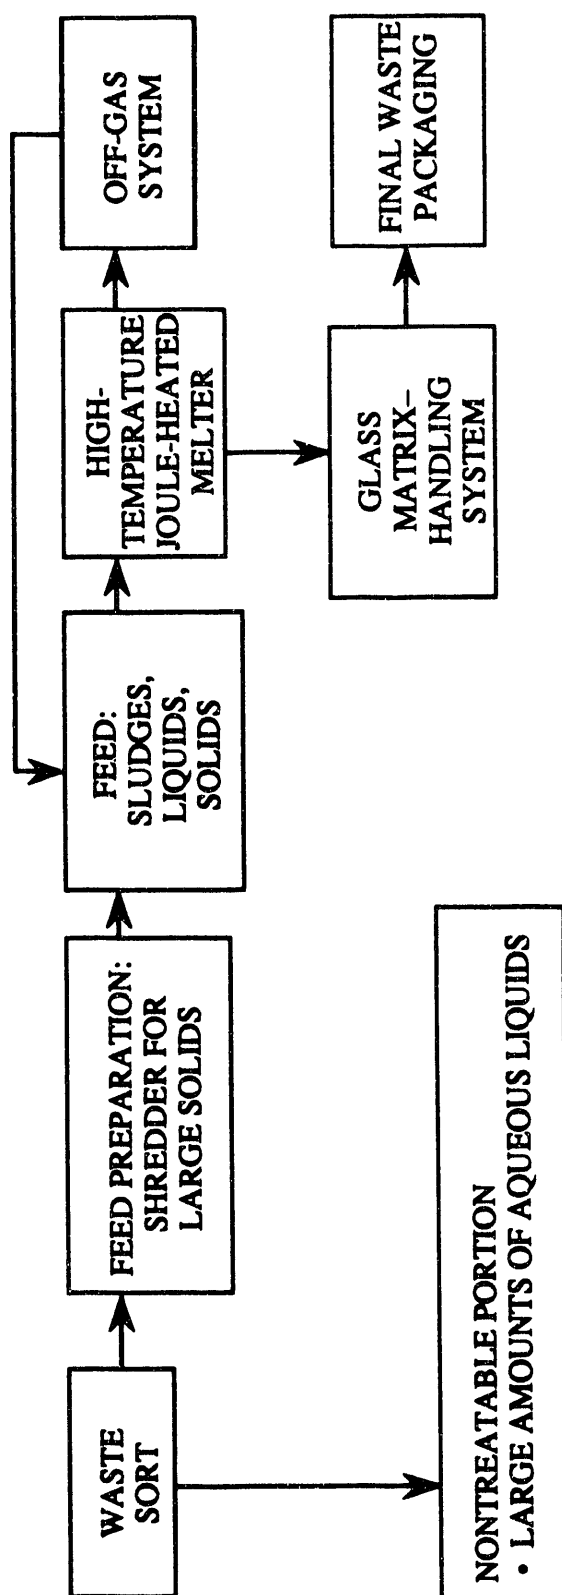 WASTE
SORT
FEED PREPARATION:
SHREDDER FOR
LARGE SOLIDS
FEED:
SLUDGES,
LIQUIDS,
SOLIDS
HIGH-
TEMPERATURE
JOULE-HEATED
MELTER
OFF-GAS
SYSTEM
GLASS
MATRIX–
HANDLING
SYSTEM
FINAL WASTE
PACKAGING
NONTREATABLE PORTION
• LARGE AMOUNTS OF AQUEOUS LIQUIDS